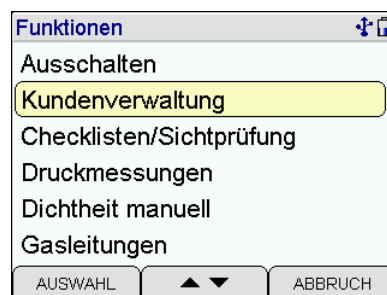 Funktionen
Ausschalten
Kundenverwaltung
Checklisten/Sichtprüfung
Druckmessungen
Dichtheit manuell
Gasleitungen
AUSWAHL ▲ ▼ ABBRUCH